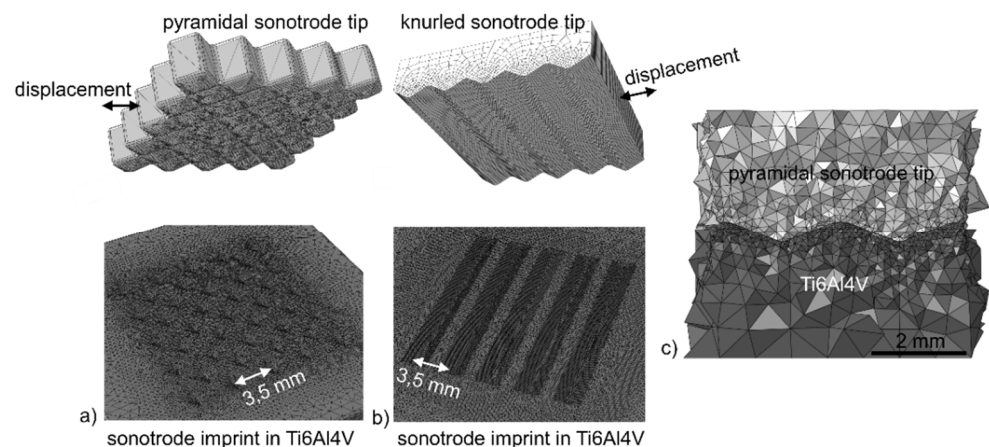 pyramidal sonotrode tip
knurled sonotrode tip
displacement
displacement
pyramidal sonotrode tip
Ti6Al4V
2 mm
c)
3,5 mm
a)
sonotrode imprint in Ti6Al4V
3,5 mm
b)
sonotrode imprint in Ti6Al4V